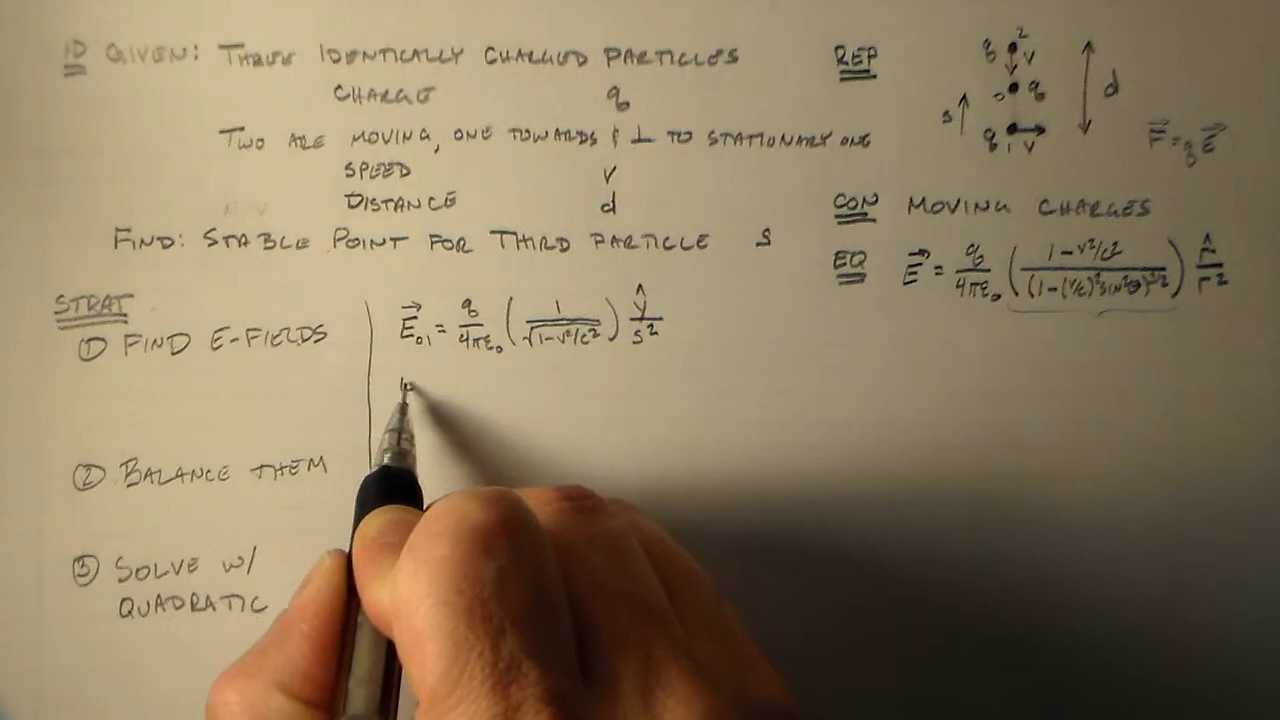 ID GIVEN: THREE IDENTICALLY CHARGED PARTICLES
CHARGE q
TWO ARE MOVING, ONE TOWARDS & ⊥ TO STATIONARY ONE
SPEED v
DISTANCE d
FIND: STABLE POINT FOR THIRD PARTICLE s
REP
q 2 v
0 q
s d
q 1 v
F⃗ = q E⃗
CON MOVING CHARGES
EQ E⃗ = q/4πε₀ ( (1-v²/c²) / (1-(v/c)² sin²θ)^(3/2) ) r̂/r²
STRAT
① FIND E-FIELDS
E⃗₀₁ = q/4πε₀ ( 1/√(1-v²/c²) ) ŷ/s²
② BALANCE THEM
③ SOLVE W/
QUADRATIC